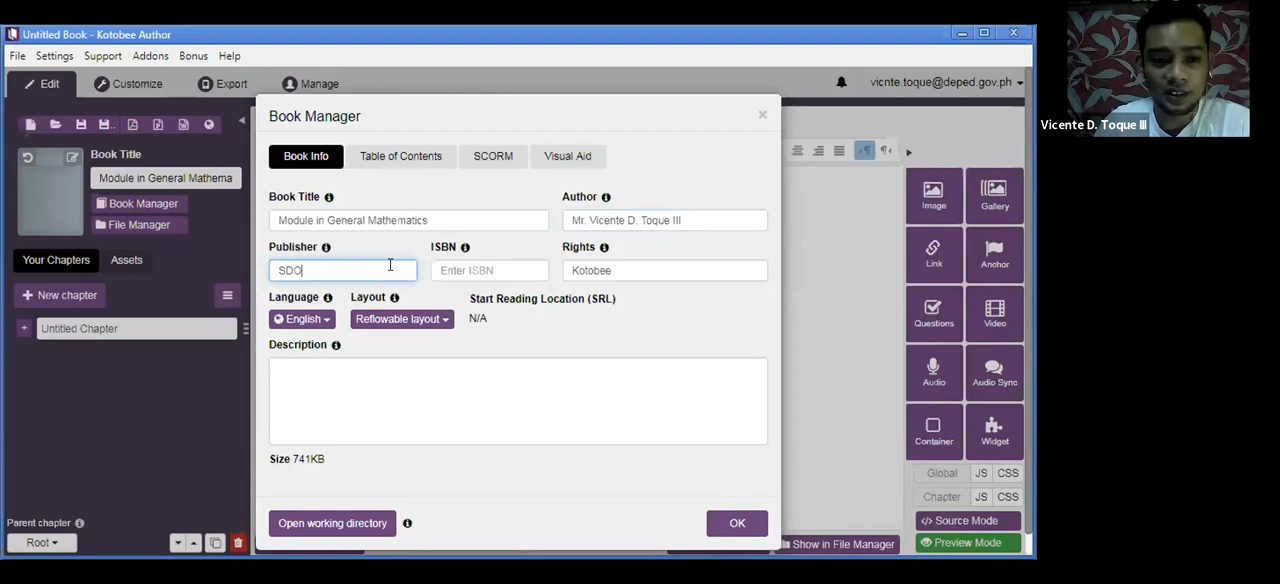 Untitled Book - Kotobee Author
File Settings Support Addons Bonus Help
Edit Customize Export Manage
vicnte.toque@deped.gov.ph
Book Title
Module in General Mathema
Book Manager
File Manager
Your Chapters Assets
New chapter
Untitled Chapter
Parent chapter
Root
Book Manager
Book Info Table of Contents SCORM Visual Aid
Book Title Author
Module in General Mathematics Mr. Vicente D. Toque III
Publisher ISBN Rights
SDO Enter ISBN Kotobee
Language Layout Start Reading Location (SRL)
English Reflowable layout N/A
Description
Size 741KB
Open working directory OK
Image Gallery
Link Anchor
Questions Video
Audio Audio Sync
Container Widget
Global JS CSS
Chapter JS CSS
</> Source Mode
Show in File Manager Preview Mode
Vicente D. Toque III